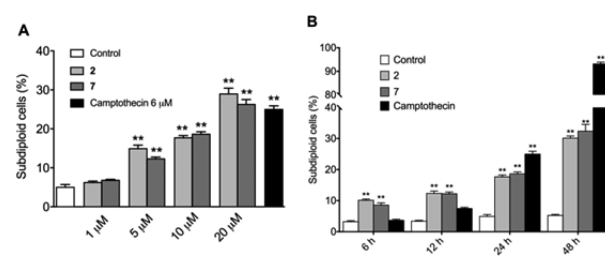 A
Subdiploid cells (%)
40
30
20
10
0
Control
2
7
Camptothecin 6 µM
**
**
**
**
**
**
**
1 µM
5 µM
10 µM
20 µM
B
Subdiploid cells (%)
100
90
80
40
30
20
10
0
Control
2
7
Camptothecin
**
**
**
**
**
**
**
**
**
**
6 h
12 h
24 h
48 h